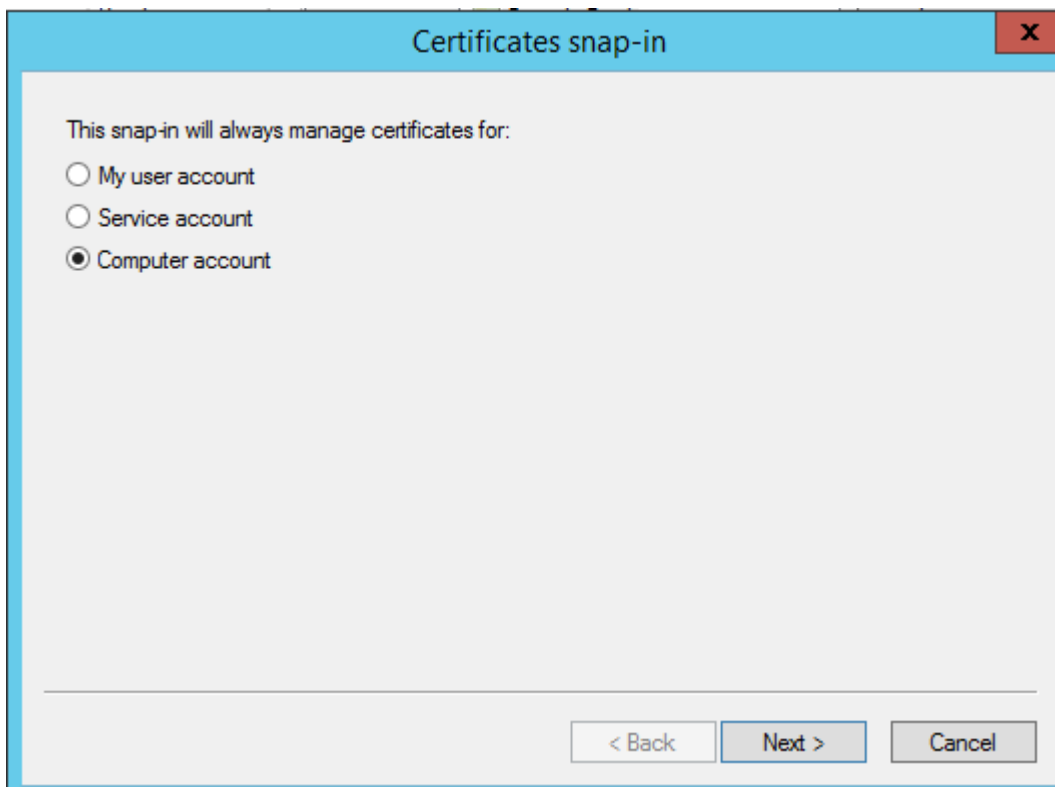 Certificates snap-in
x
This snap-in will always manage certificates for:
My user account
Service account
Computer account
< Back
Next >
Cancel